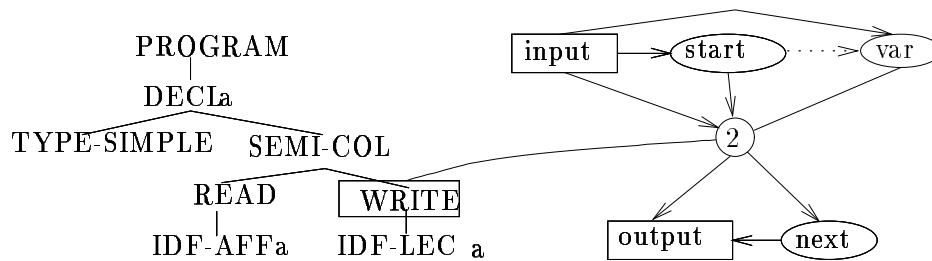 PROGRAM
DECLa
TYPE-SIMPLE SEMI-COL
READ WRITE
IDF-AFFa IDF-LEC a
input start var
2
output next